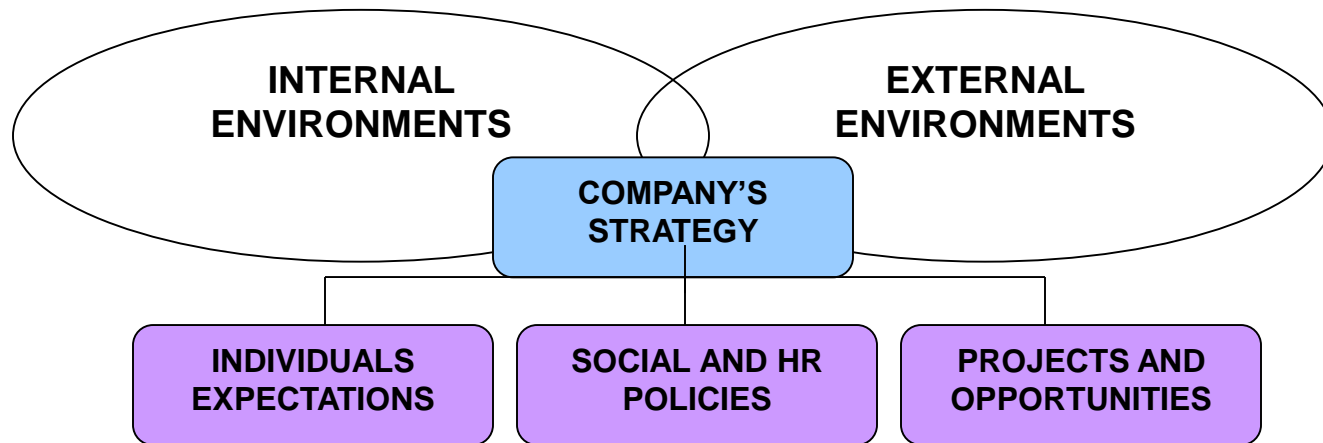 INTERNAL
ENVIRONMENTS
EXTERNAL
ENVIRONMENTS
COMPANY’S
STRATEGY
INDIVIDUALS
EXPECTATIONS
SOCIAL AND HR
POLICIES
PROJECTS AND
OPPORTUNITIES